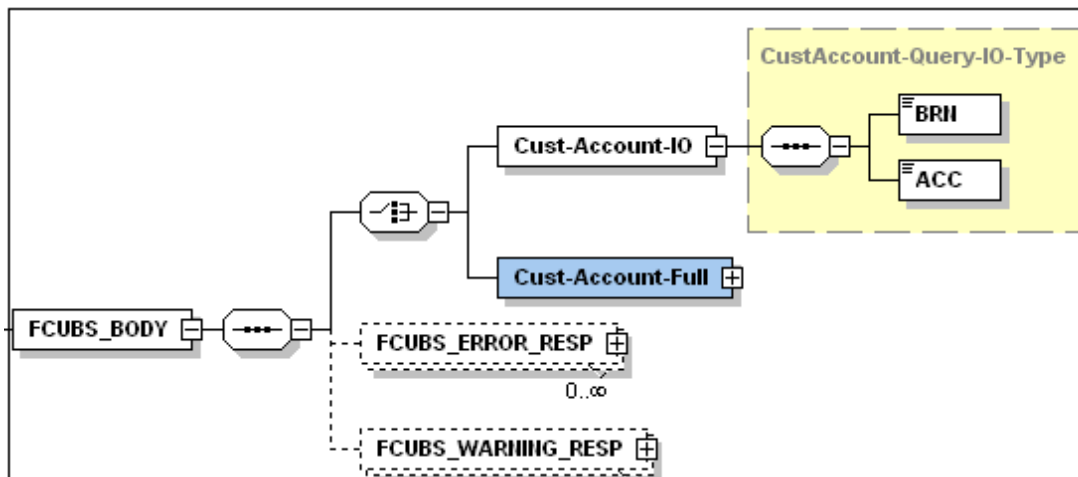 CustAccount-Query-IO-Type
BRN
Cust-Account-IO
ACC
Cust-Account-Full
FCUBS_BODY
FCUBS_ERROR_RESP
0..∞
FCUBS_WARNING_RESP